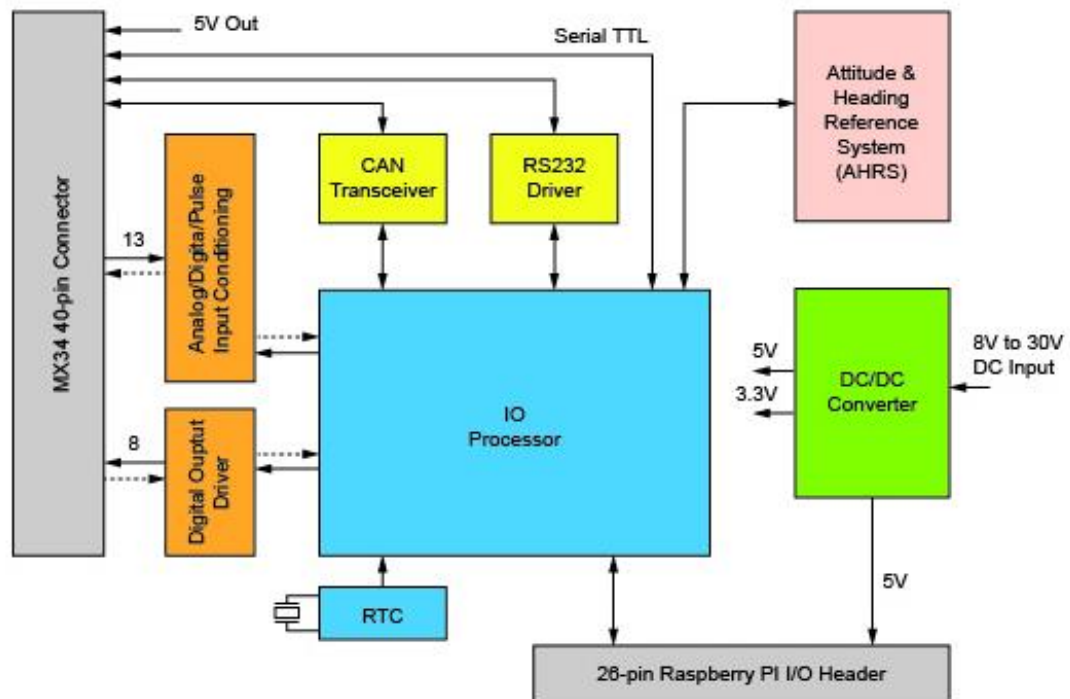 5V Out
Serial TTL
MX34 40-pin Connector
Analog/Digita/Pulse
Input Conditioning
CAN
Transceiver
RS232
Driver
Attitude &
Heading
Reference
System
(AHRS)
13
8
Digital Ouptut
Driver
IO
Processor
5V
3.3V
DC/DC
Converter
8V to 30V
DC Input
RTC
5V
26-pin Raspberry PI I/O Header